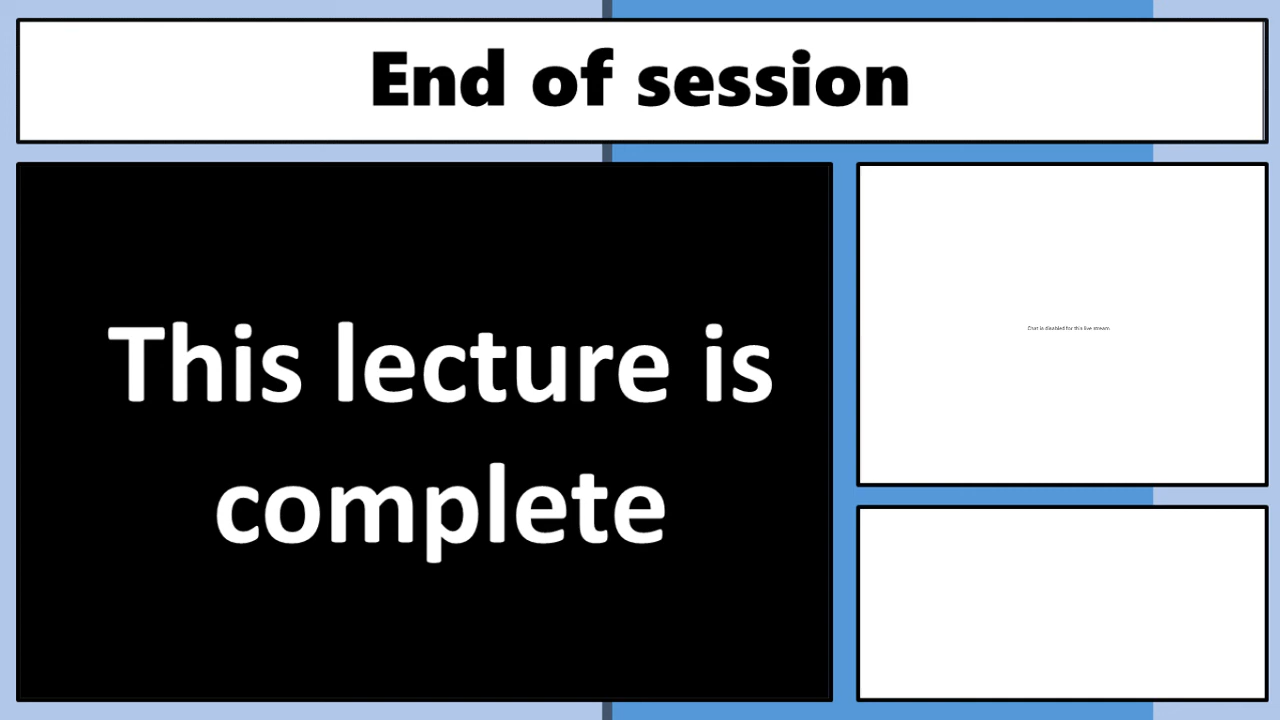 End of session
This lecture is
complete
Chat is disabled for this live stream.